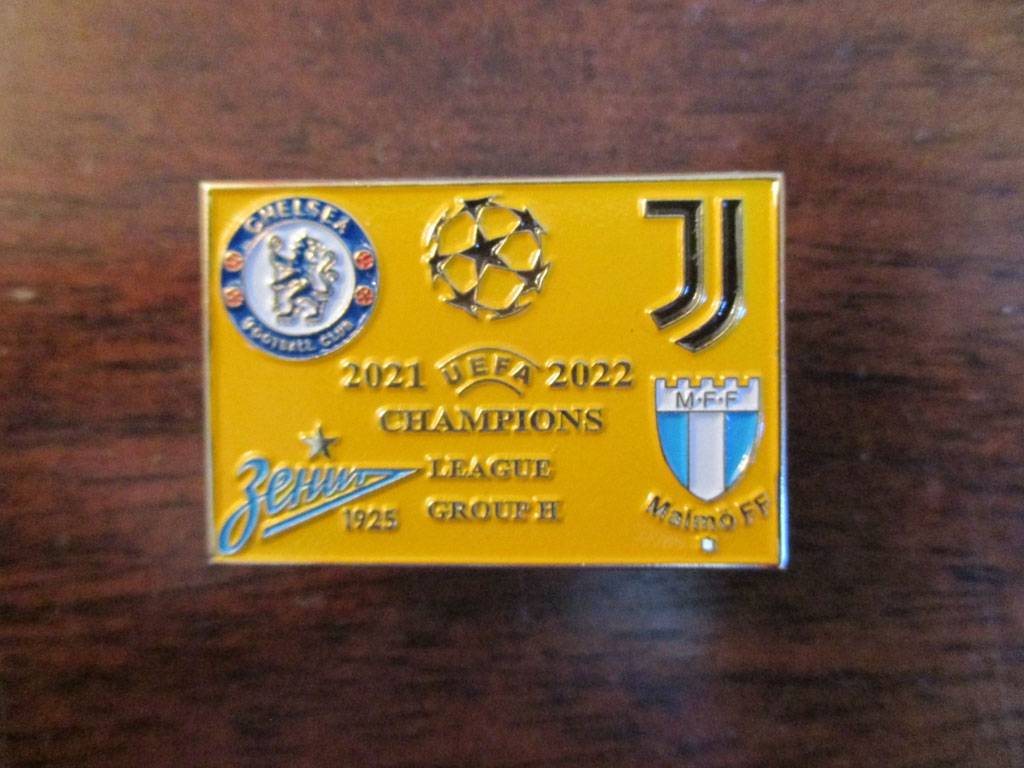 CHELSEA
FOOTBALL CLUB
2021 UEFA 2022
CHAMPIONS
LEAGUE
GROUP H
M·F·F
Malmö FF
Зенит
1925